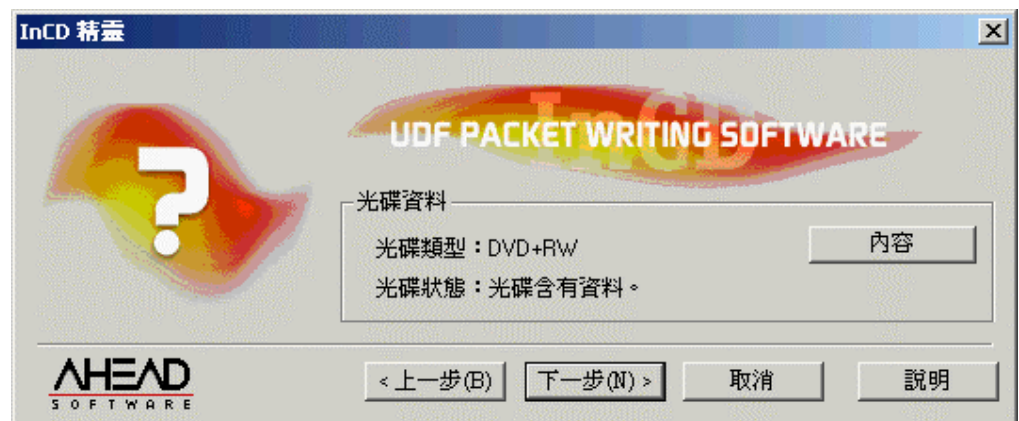 InCD 精靈
InCD
UDF PACKET WRITING SOFTWARE
光碟資料
光碟類型：DVD+RW
內容
光碟狀態：光碟含有資料。
AHEAD
SOFTWARE
<上一步(B)
下一步(N)>
取消
說明